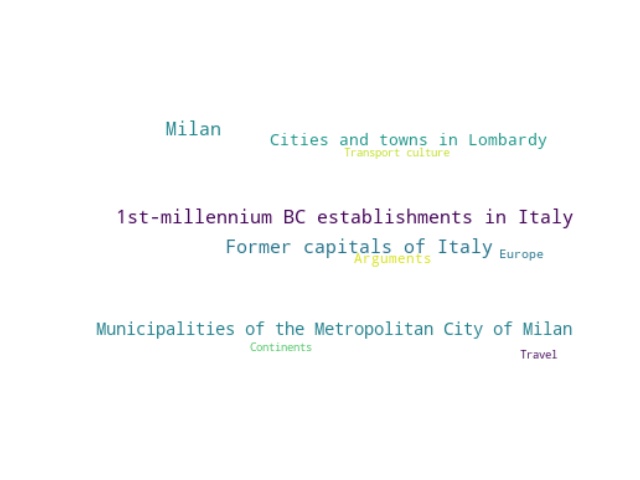 Milan
Cities and towns in Lombardy
Transport culture
1st-millennium BC establishments in Italy
Former capitals of Italy
Europe
Arguments
Municipalities of the Metropolitan City of Milan
Continents
Travel